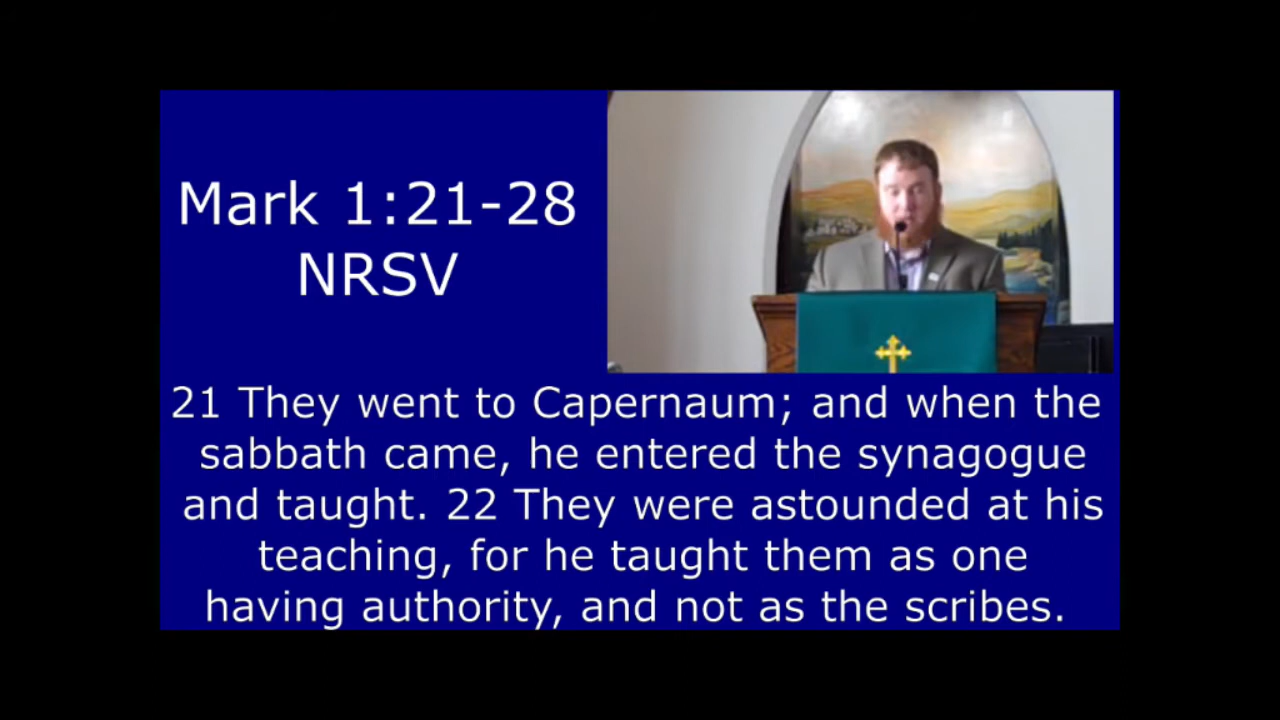 Mark 1:21-28
NRSV
21 They went to Capernaum; and when the
sabbath came, he entered the synagogue
and taught. 22 They were astounded at his
teaching, for he taught them as one
having authority, and not as the scribes.